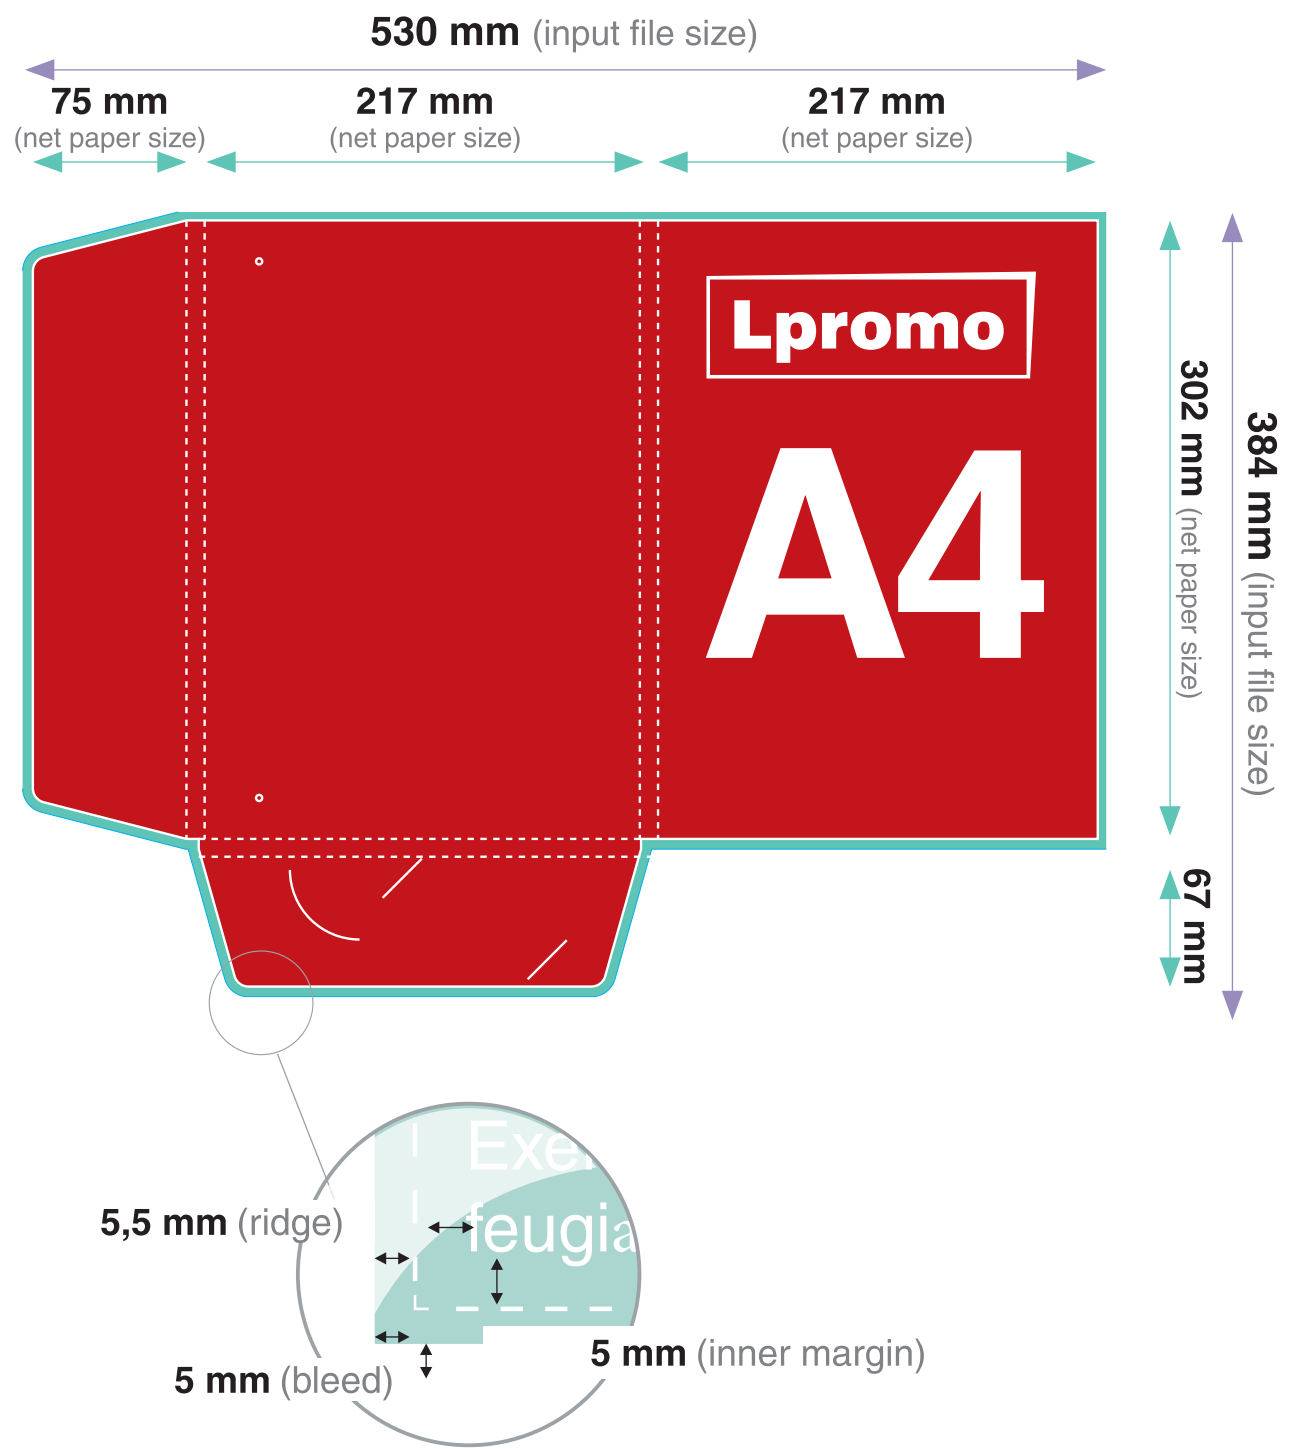 530 mm (input file size)
75 mm
(net paper size)
217 mm
(net paper size)
217 mm
(net paper size)
Lpromo
A4
302 mm (net paper size)
384 mm (input file size)
67 mm
feugia
5,5 mm (ridge)
5 mm (bleed)
5 mm (inner margin)